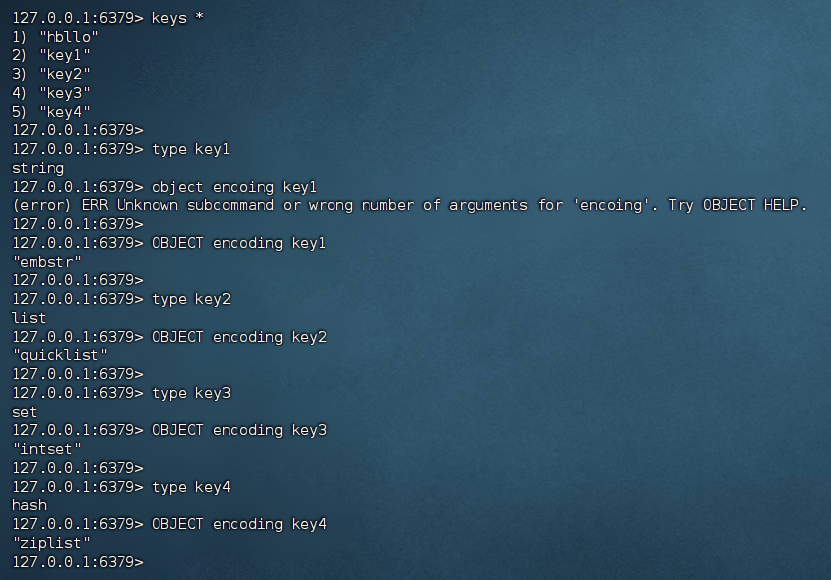 127.0.0.1:6379> keys *
1) "hbllo"
2) "key1"
3) "key2"
4) "key3"
5) "key4"
127.0.0.1:6379>
127.0.0.1:6379> type key1
string
127.0.0.1:6379> object encoing key1
(error) ERR Unknown subcommand or wrong number of arguments for 'encoing'. Try OBJECT HELP.
127.0.0.1:6379>
127.0.0.1:6379> OBJECT encoding key1
"embstr"
127.0.0.1:6379>
127.0.0.1:6379> type key2
list
127.0.0.1:6379> OBJECT encoding key2
"quicklist"
127.0.0.1:6379>
127.0.0.1:6379> type key3
set
127.0.0.1:6379> OBJECT encoding key3
"intset"
127.0.0.1:6379>
127.0.0.1:6379> type key4
hash
127.0.0.1:6379> OBJECT encoding key4
"ziplist"
127.0.0.1:6379>